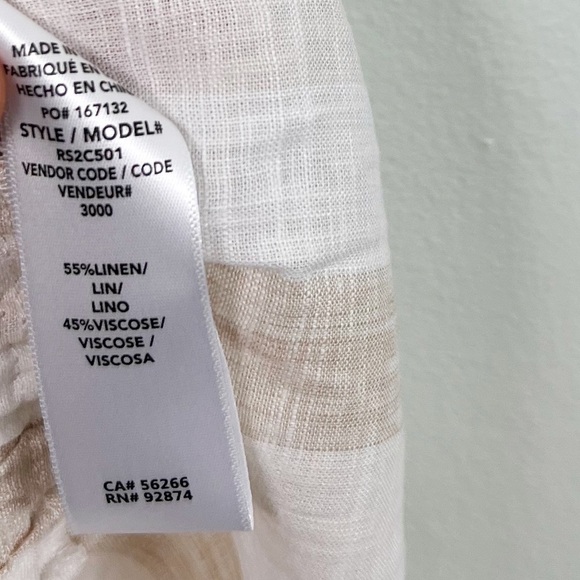 MADE
FABRIQUÉ EN
HECHO EN
PO# 167132
STYLE / MODEL#
RS2C501
VENDOR CODE / CODE
VENDEUR#
3000
55%LINEN/
LIN/
LINO
45%VISCOSE/
VISCOSE /
VISCOSA
CA# 56266
RN# 92874